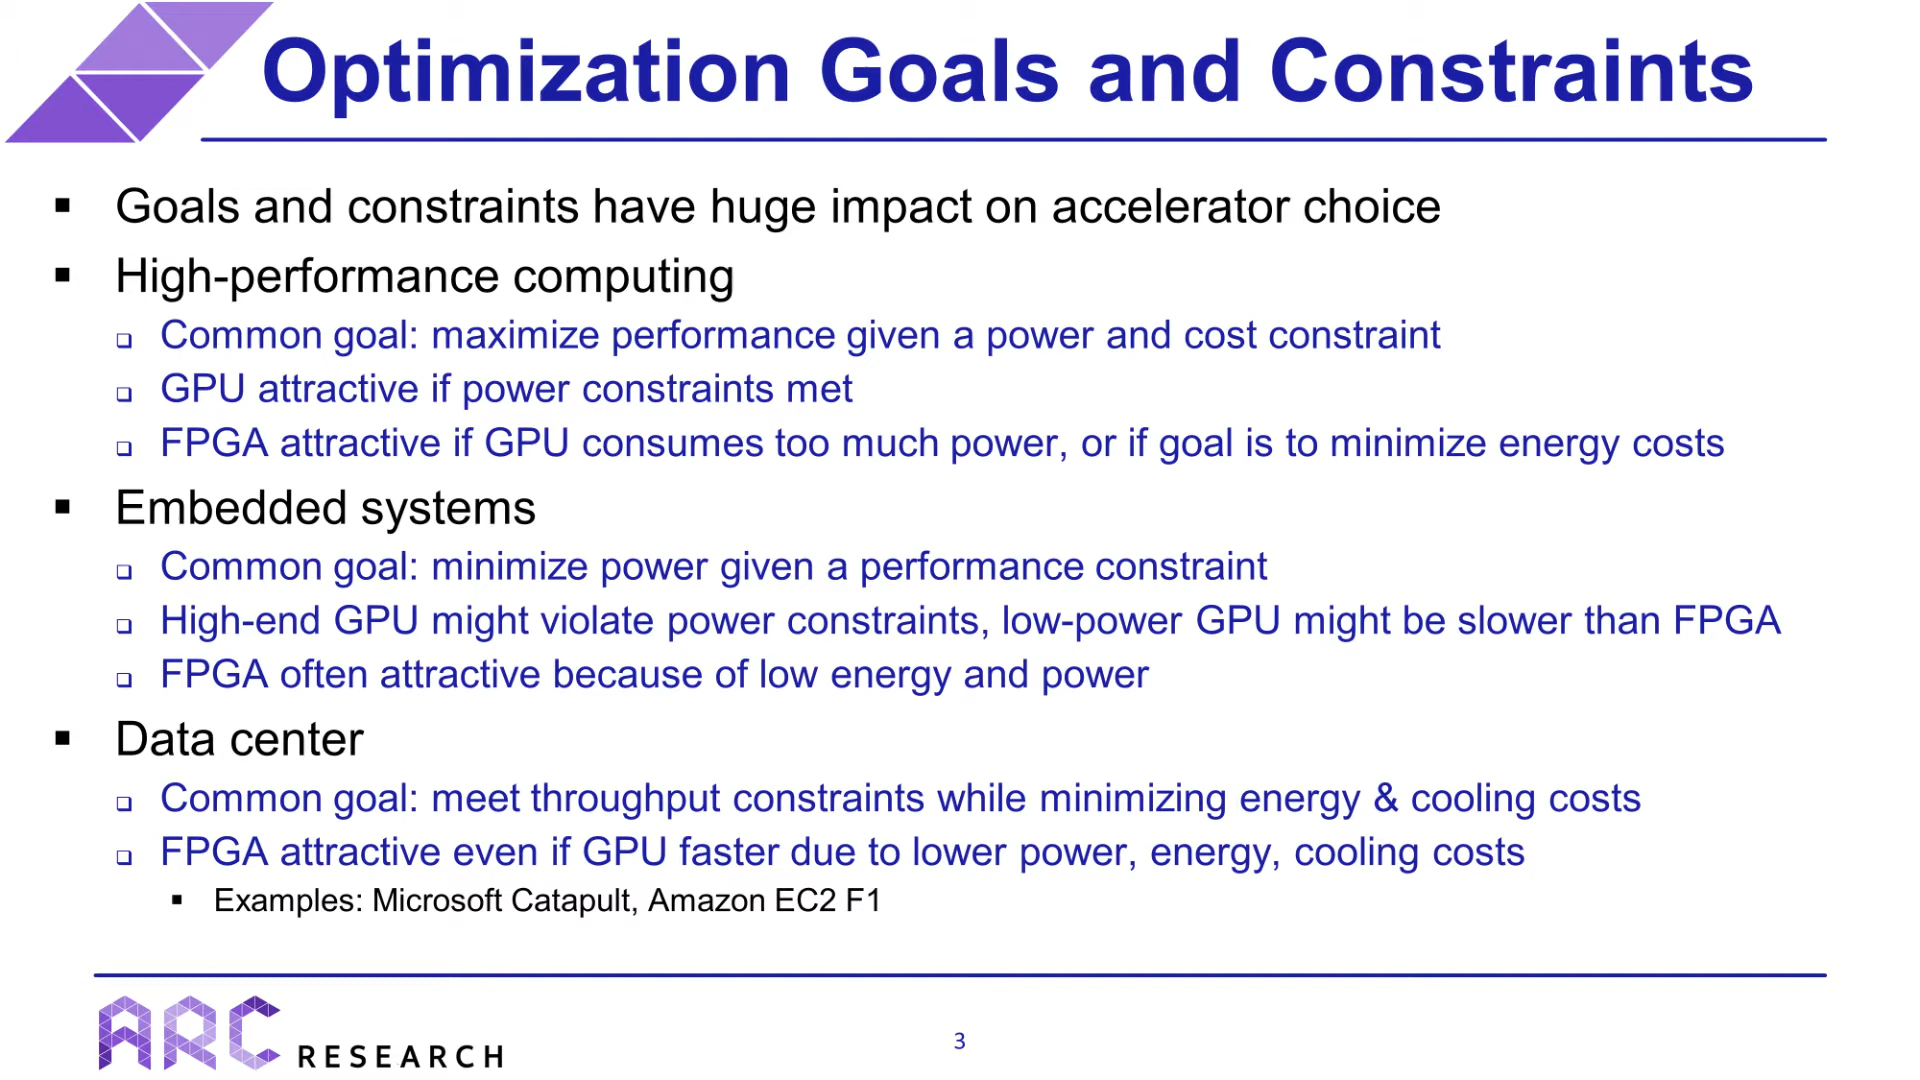 Optimization Goals and Constraints
▪ Goals and constraints have huge impact on accelerator choice
▪ High-performance computing
❑ Common goal: maximize performance given a power and cost constraint
❑ GPU attractive if power constraints met
❑ FPGA attractive if GPU consumes too much power, or if goal is to minimize energy costs
▪ Embedded systems
❑ Common goal: minimize power given a performance constraint
❑ High-end GPU might violate power constraints, low-power GPU might be slower than FPGA
❑ FPGA often attractive because of low energy and power
▪ Data center
❑ Common goal: meet throughput constraints while minimizing energy & cooling costs
❑ FPGA attractive even if GPU faster due to lower power, energy, cooling costs
▪ Examples: Microsoft Catapult, Amazon EC2 F1
ARC RESEARCH
3